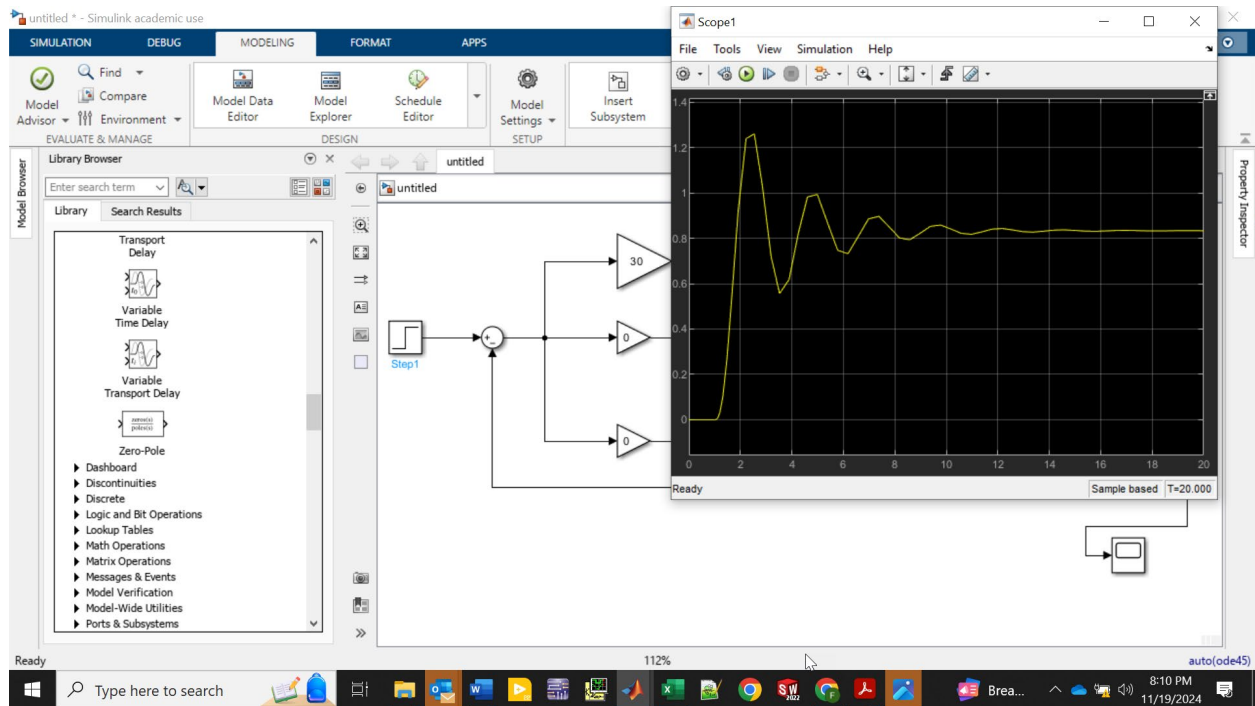 untitled * - Simulink academic use
SIMULATION DEBUG MODELING FORMAT APPS
Model Advisor
Find
Compare
Environment
Model Data Editor
Model Explorer
Schedule Editor
Model Settings
Insert Subsystem
EVALUATE & MANAGE DESIGN SETUP
Model Browser
Library Browser
Enter search term
Library Search Results
Transport Delay
t₀
Variable Time Delay
Variable Transport Delay
zeros(s)
poles(s)
Zero-Pole
Dashboard
Discontinuities
Discrete
Logic and Bit Operations
Lookup Tables
Math Operations
Matrix Operations
Messages & Events
Model Verification
Model-Wide Utilities
Ports & Subsystems
untitled
untitled
30
0
0
+
-
Step1
Scope1
File Tools View Simulation Help
1.4
1.2
1
0.8
0.6
0.4
0.2
0
0 2 4 6 8 10 12 14 16 18 20
Ready Sample based T=20.000
Property Inspector
Ready 112% auto(ode45)
Type here to search
SW
2022
F
Brea...
8:10 PM
11/19/2024